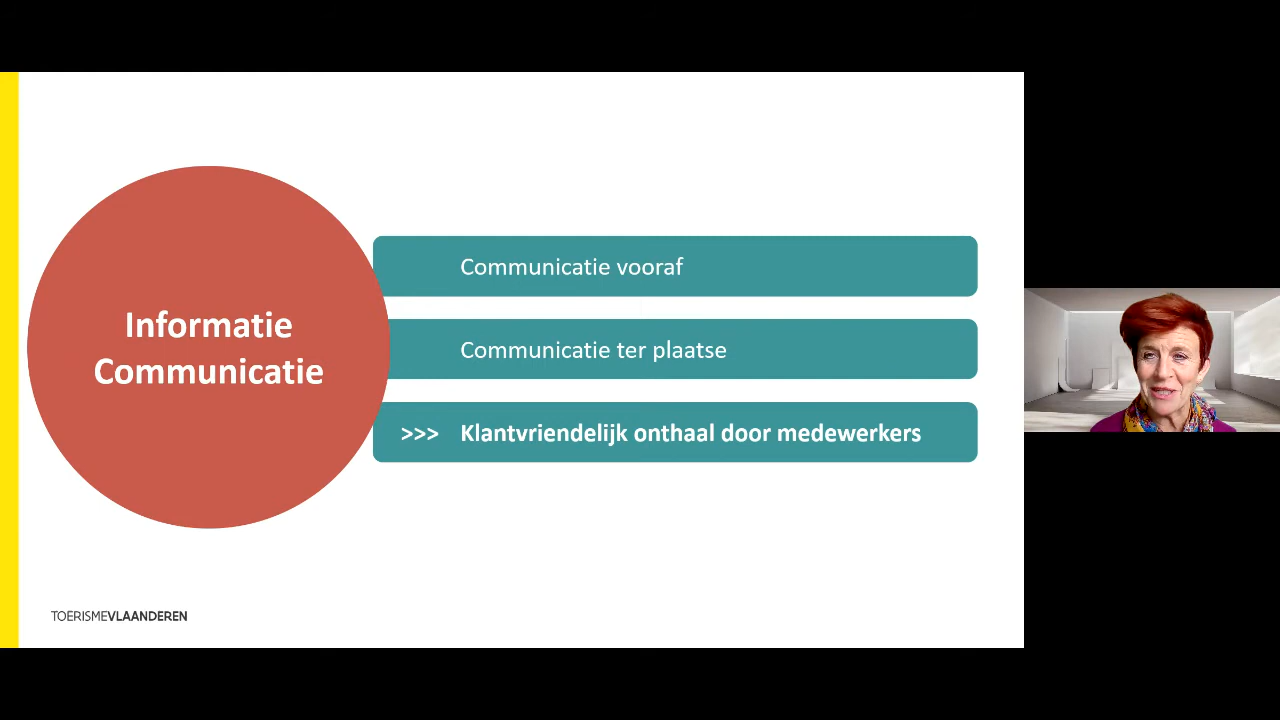 Informatie
Communicatie
Communicatie vooraf
Communicatie ter plaatse
>>> Klantvriendelijk onthaal door medewerkers
TOERISMEVLAANDEREN